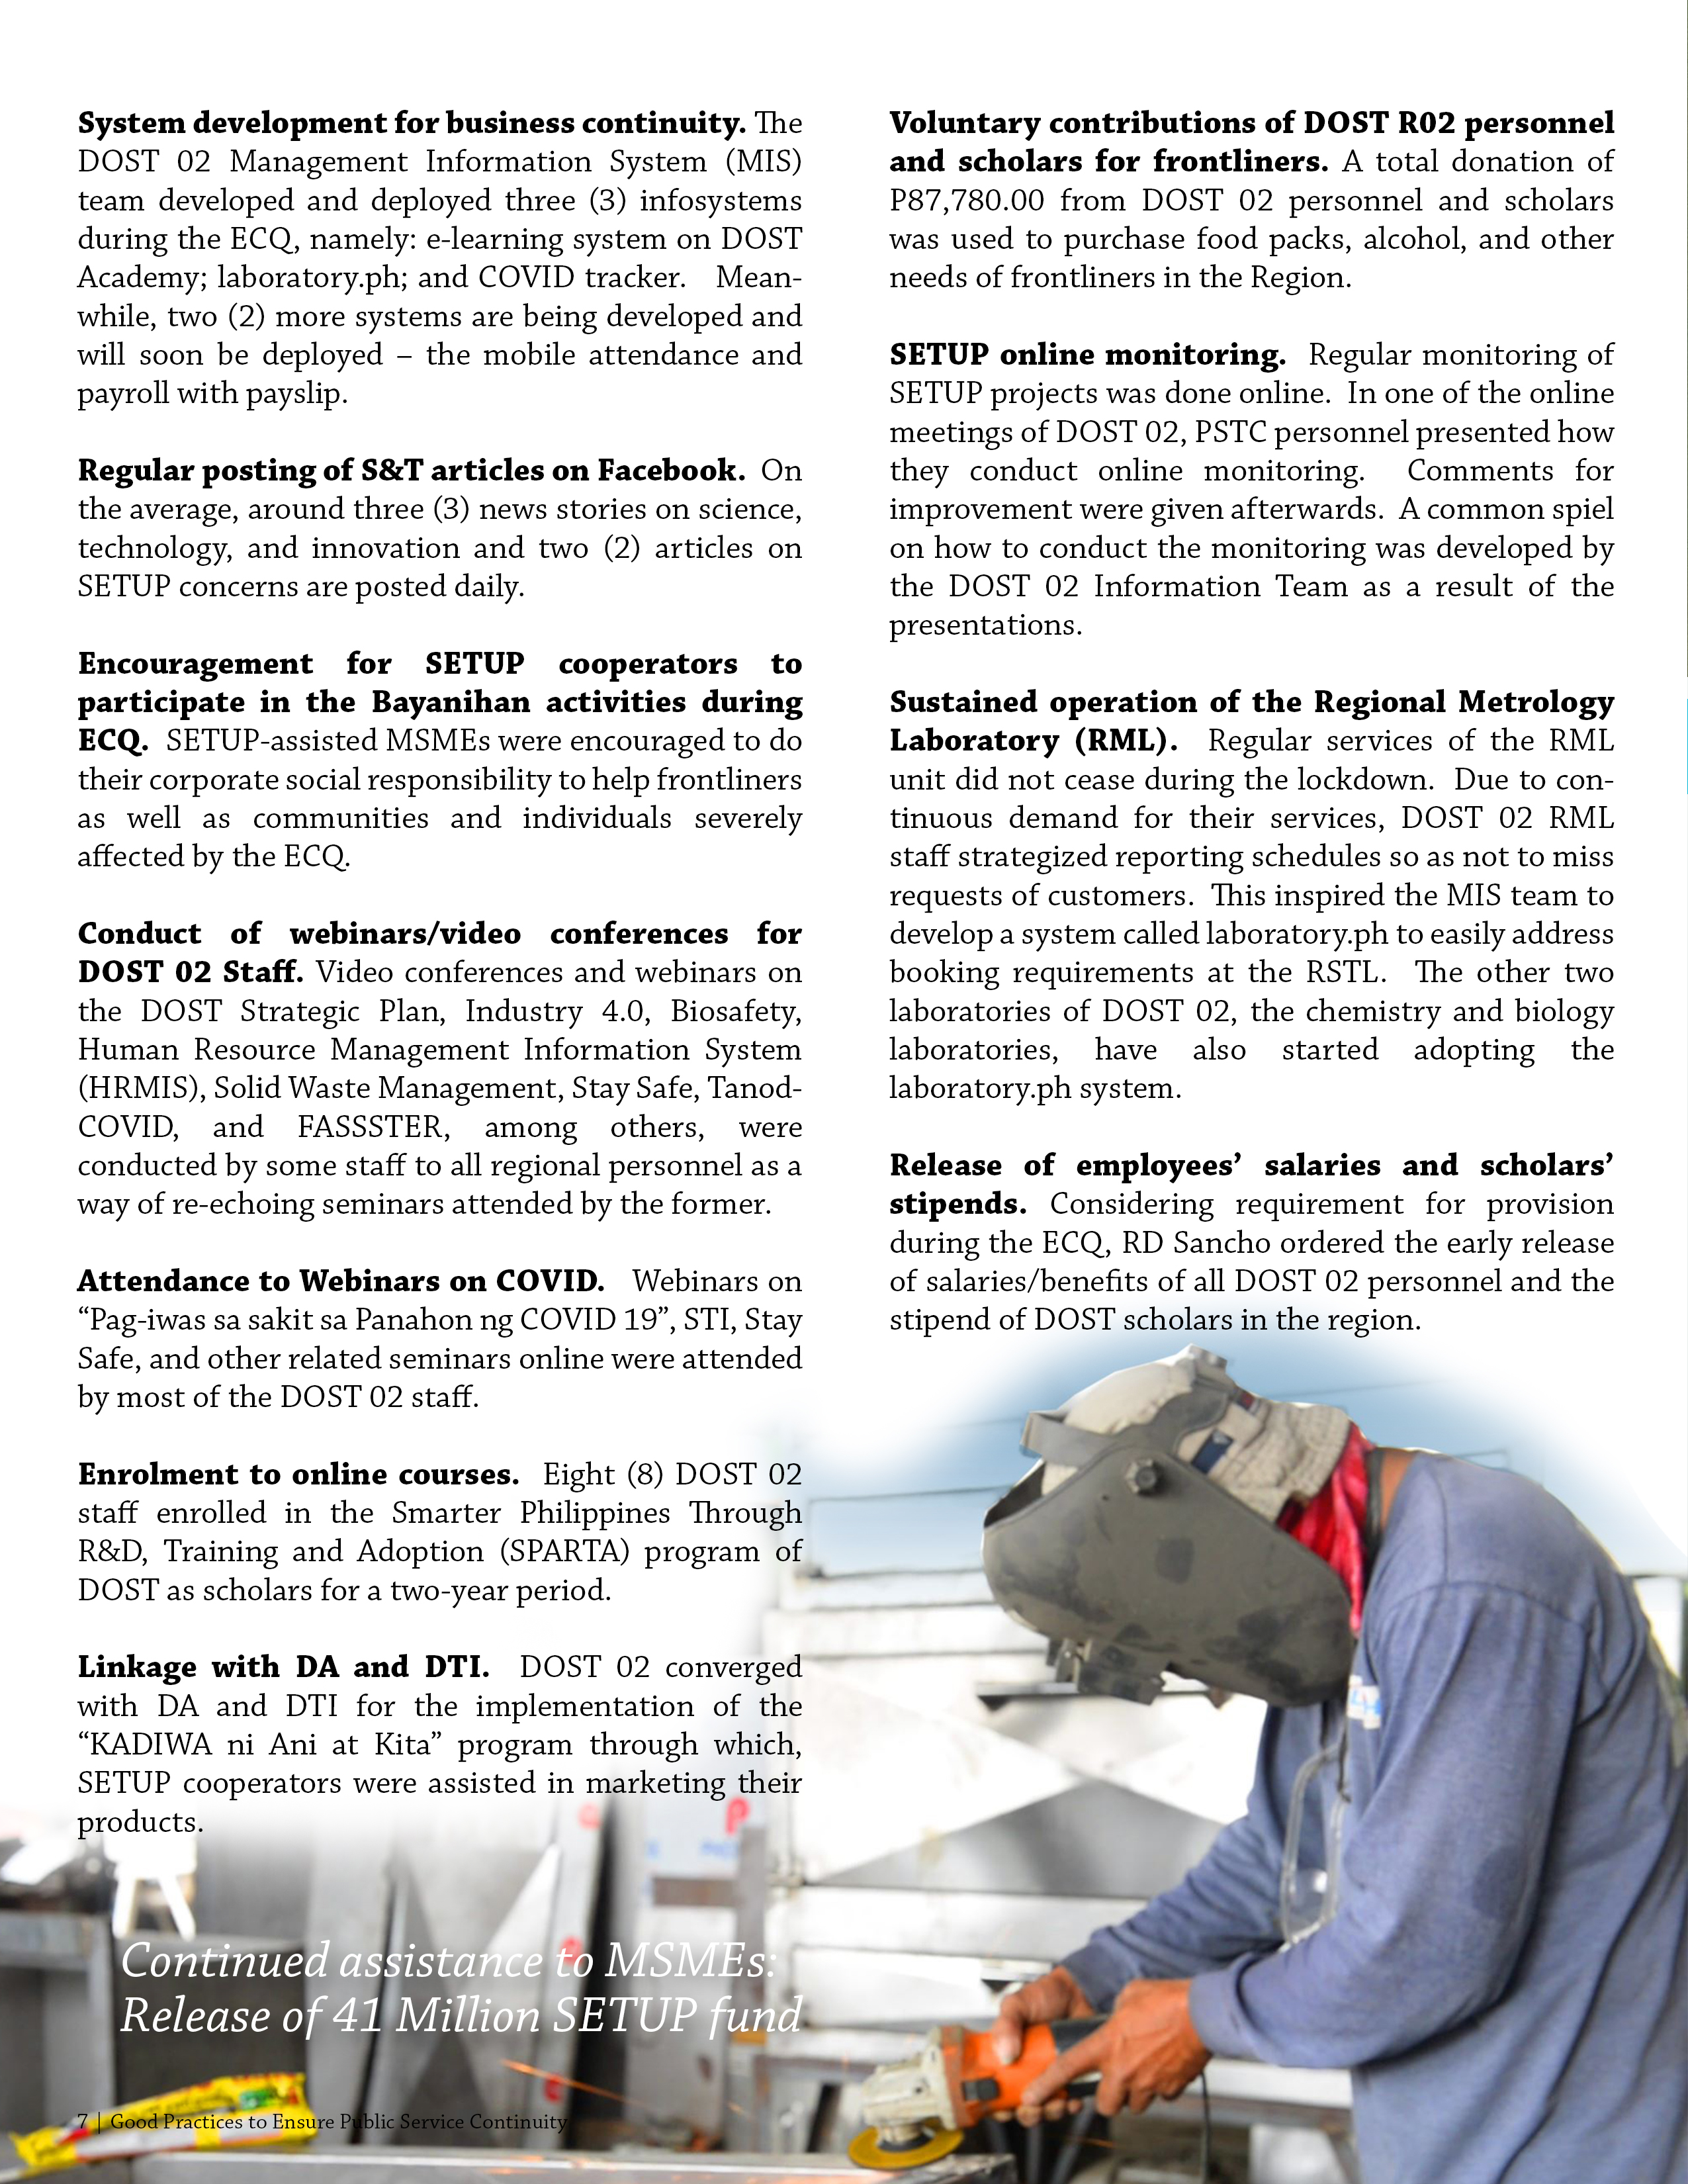 System development for business continuity. The
DOST 02 Management Information System (MIS)
team developed and deployed three (3) infosystems
during the ECQ, namely: e-learning system on DOST
Academy; laboratory.ph; and COVID tracker. Mean-
while, two (2) more systems are being developed and
will soon be deployed – the mobile attendance and
payroll with payslip.
Regular posting of S&T articles on Facebook. On
the average, around three (3) news stories on science,
technology, and innovation and two (2) articles on
SETUP concerns are posted daily.
Encouragement for SETUP cooperators to
participate in the Bayanihan activities during
ECQ. SETUP-assisted MSMEs were encouraged to do
their corporate social responsibility to help frontliners
as well as communities and individuals severely
affected by the ECQ.
Conduct of webinars/video conferences for
DOST 02 Staff. Video conferences and webinars on
the DOST Strategic Plan, Industry 4.0, Biosafety,
Human Resource Management Information System
(HRMIS), Solid Waste Management, Stay Safe, Tanod-
COVID, and FASSSTER, among others, were
conducted by some staff to all regional personnel as a
way of re-echoing seminars attended by the former.
Attendance to Webinars on COVID. Webinars on
“Pag-iwas sa sakit sa Panahon ng COVID 19”, STI, Stay
Safe, and other related seminars online were attended
by most of the DOST 02 staff.
Enrolment to online courses. Eight (8) DOST 02
staff enrolled in the Smarter Philippines Through
R&D, Training and Adoption (SPARTA) program of
DOST as scholars for a two-year period.
Linkage with DA and DTI. DOST 02 converged
with DA and DTI for the implementation of the
“KADIWA ni Ani at Kita” program through which,
SETUP cooperators were assisted in marketing their
products.
Voluntary contributions of DOST R02 personnel
and scholars for frontliners. A total donation of
P87,780.00 from DOST 02 personnel and scholars
was used to purchase food packs, alcohol, and other
needs of frontliners in the Region.
SETUP online monitoring. Regular monitoring of
SETUP projects was done online. In one of the online
meetings of DOST 02, PSTC personnel presented how
they conduct online monitoring. Comments for
improvement were given afterwards. A common spiel
on how to conduct the monitoring was developed by
the DOST 02 Information Team as a result of the
presentations.
Sustained operation of the Regional Metrology
Laboratory (RML). Regular services of the RML
unit did not cease during the lockdown. Due to con-
tinuous demand for their services, DOST 02 RML
staff strategized reporting schedules so as not to miss
requests of customers. This inspired the MIS team to
develop a system called laboratory.ph to easily address
booking requirements at the RSTL. The other two
laboratories of DOST 02, the chemistry and biology
laboratories, have also started adopting the
laboratory.ph system.
Release of employees’ salaries and scholars’
stipends. Considering requirement for provision
during the ECQ, RD Sancho ordered the early release
of salaries/benefits of all DOST 02 personnel and the
stipend of DOST scholars in the region.
Continued assistance to MSMEs:
Release of 41 Million SETUP fund
7 | Good Practices to Ensure Public Service Continuity